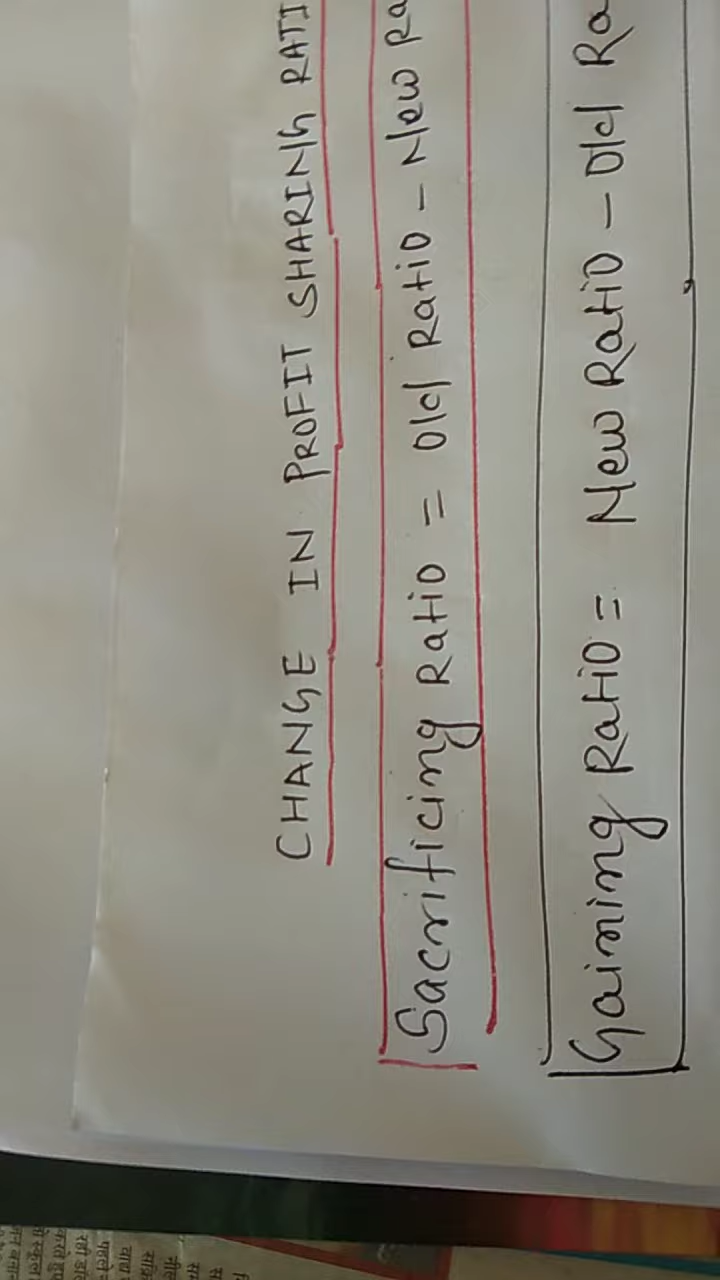 CHANGE IN PROFIT SHARING RATI
Sacrificing Ratio = Old Ratio - New Ra
Gaining Ratio = New Ratio - Old Ra